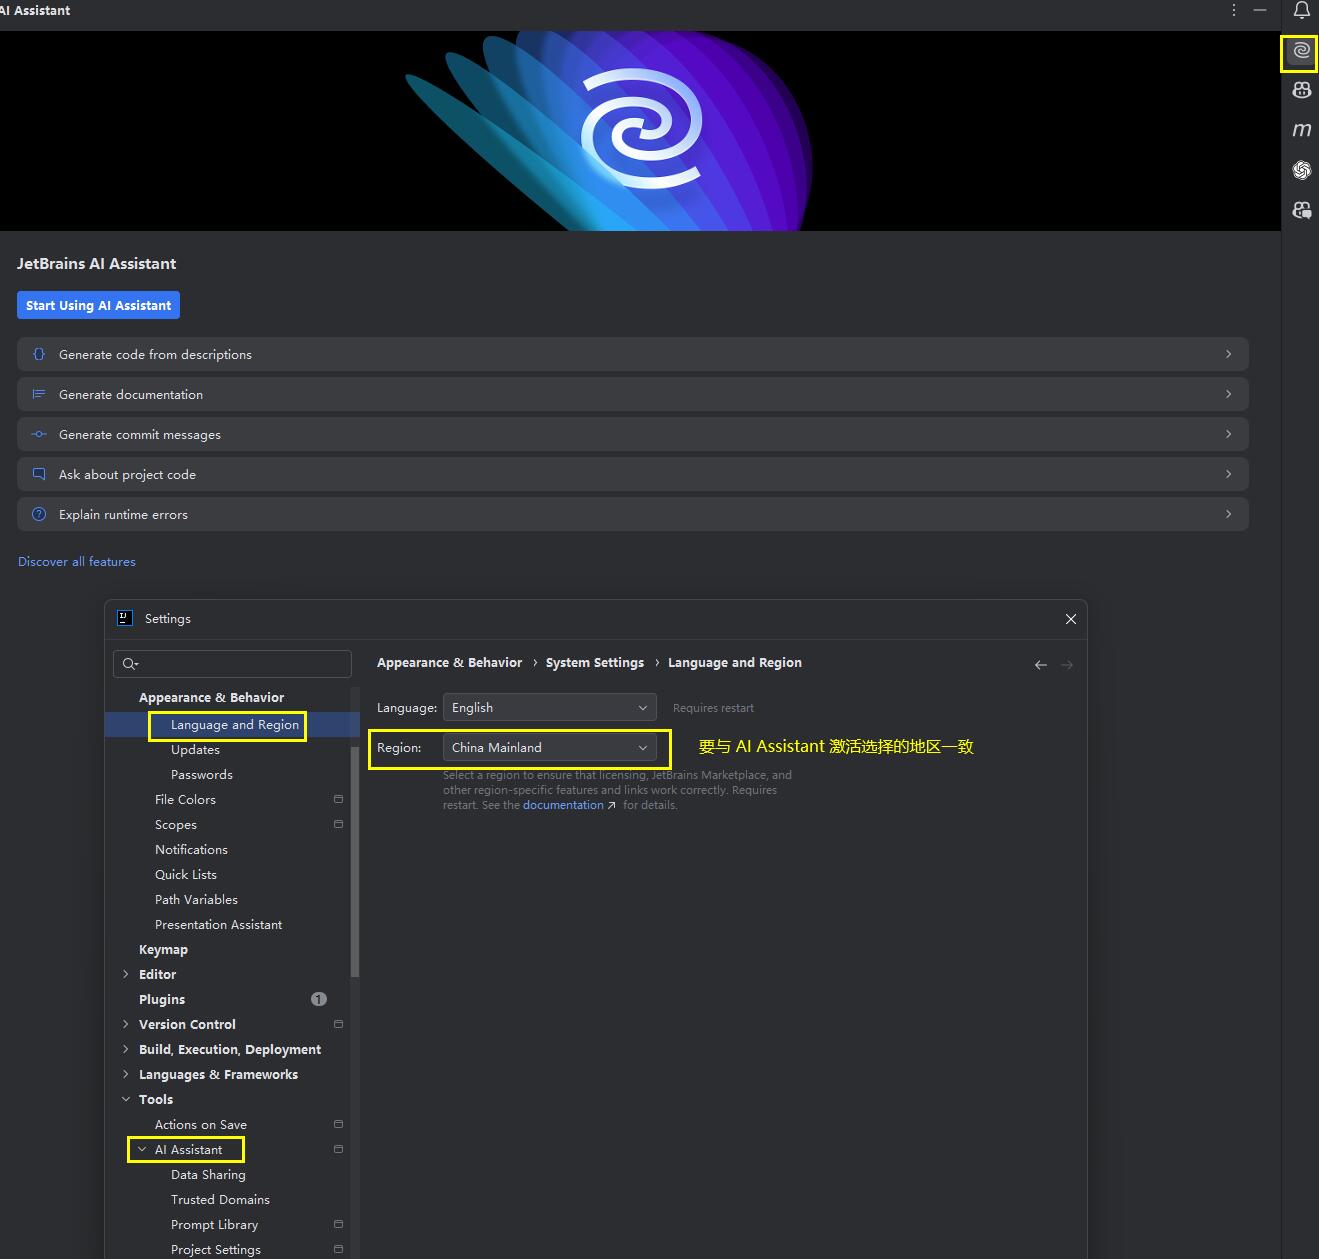 AI Assistant
JetBrains AI Assistant
Start Using AI Assistant
Generate code from descriptions
Generate documentation
Generate commit messages
Ask about project code
Explain runtime errors
Discover all features
Settings
Appearance & Behavior
Language and Region
Updates
Passwords
File Colors
Scopes
Notifications
Quick Lists
Path Variables
Presentation Assistant
Keymap
Editor
Plugins 1
Version Control
Build, Execution, Deployment
Languages & Frameworks
Tools
Actions on Save
AI Assistant
Data Sharing
Trusted Domains
Prompt Library
Project Settings
Appearance & Behavior › System Settings › Language and Region
Language: English Requires restart
Region: China Mainland 要与 AI Assistant 激活选择的地区一致
Select a region to ensure that licensing, JetBrains Marketplace, and
other region-specific features and links work correctly. Requires
restart. See the documentation ↗ for details.